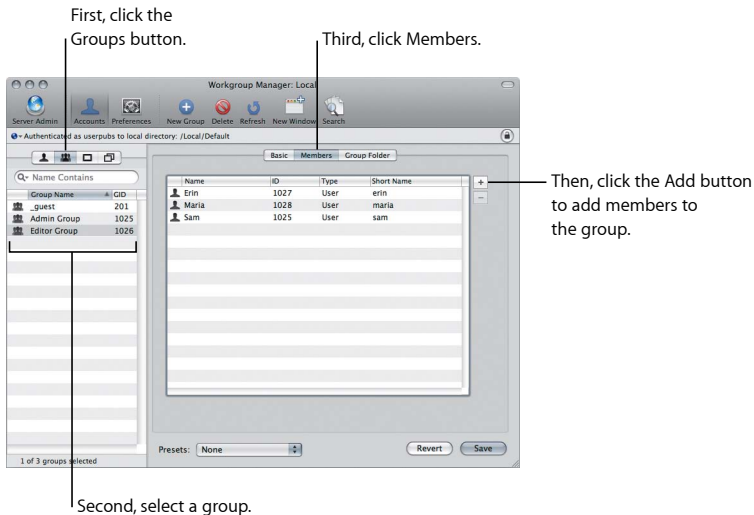 First, click the
Groups button.
Third, click Members.
Workgroup Manager: Local
Server Admin Accounts Preferences New Group Delete Refresh New Window Search
Authenticated as userpubs to local directory: /Local/Default
Basic Members Group Folder
Name Contains
Group Name GID
_guest 201
Admin Group 1025
Editor Group 1026
Name ID Type Short Name
Erin 1027 User erin
Maria 1028 User maria
Sam 1025 User sam
+
−
Then, click the Add button
to add members to
the group.
Presets: None
Revert Save
1 of 3 groups selected
Second, select a group.